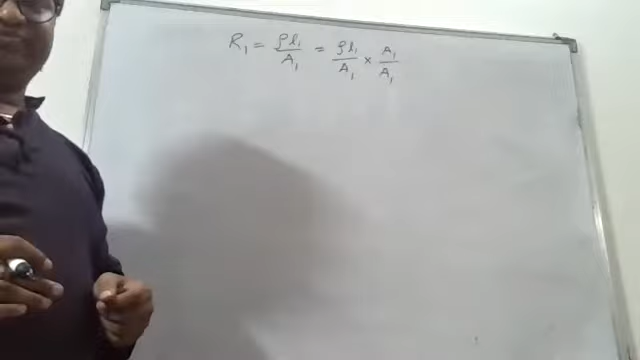 R₁ = ρl₁/A₁ = ρl₁/A₁ × A₁/A₁